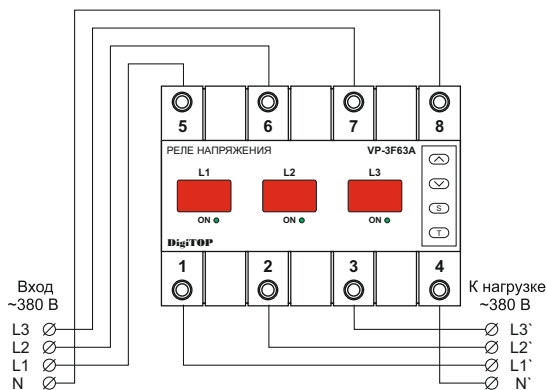 5 6 7 8
РЕЛЕ НАПРЯЖЕНИЯ VP-3F63A
L1 L2 L3
S
ON ON ON
T
DigiTOP
1 2 3 4
Вход
~380 В
L3
L2
L1
N
К нагрузке
~380 В
L3`
L2`
L1`
N`